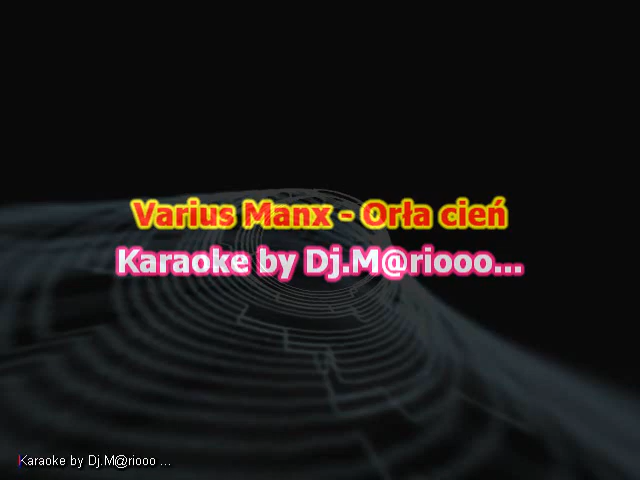 Varius Manx - Orła cień
Karaoke by Dj.M@riooo...
Karaoke by Dj.M@riooo ...